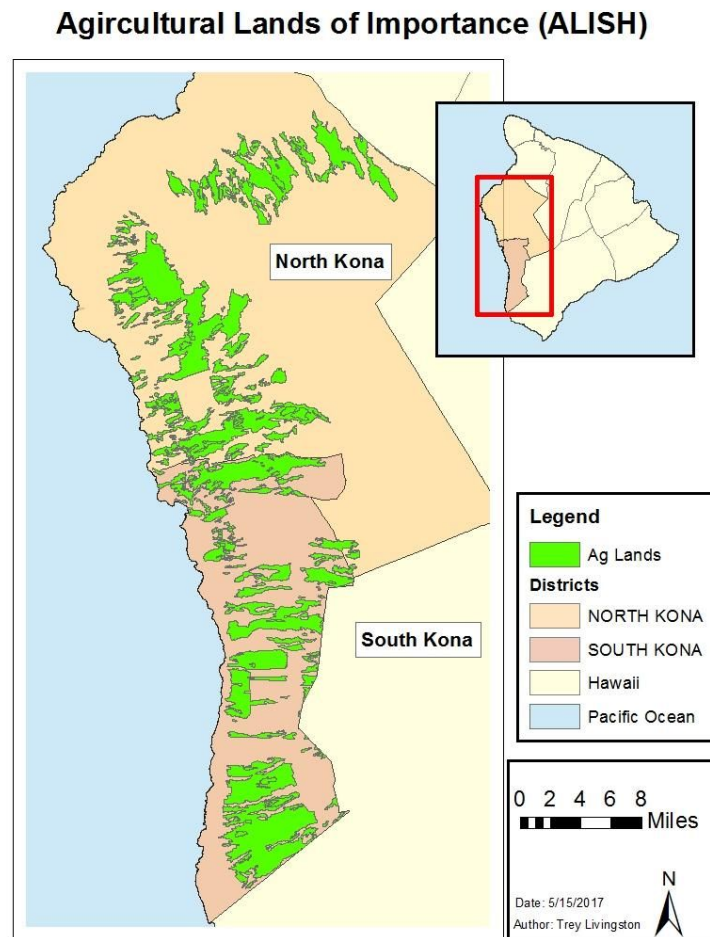 Agircultural Lands of Importance (ALISH)
North Kona
South Kona
Legend
Ag Lands
Districts
NORTH KONA
SOUTH KONA
Hawaii
Pacific Ocean
0 2 4 6 8
Miles
N
Date: 5/15/2017
Author: Trey Livingston